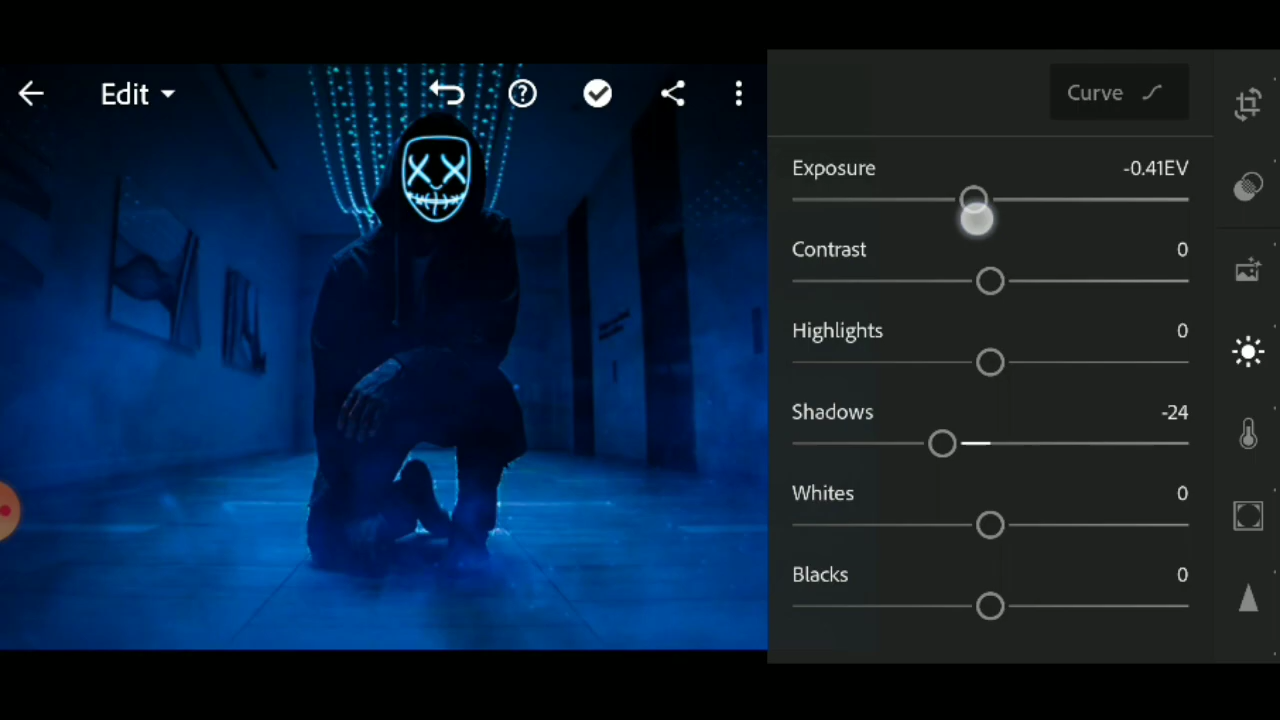 Edit
Curve
Exposure -0.41EV
Contrast 0
Highlights 0
Shadows -24
Whites 0
Blacks 0